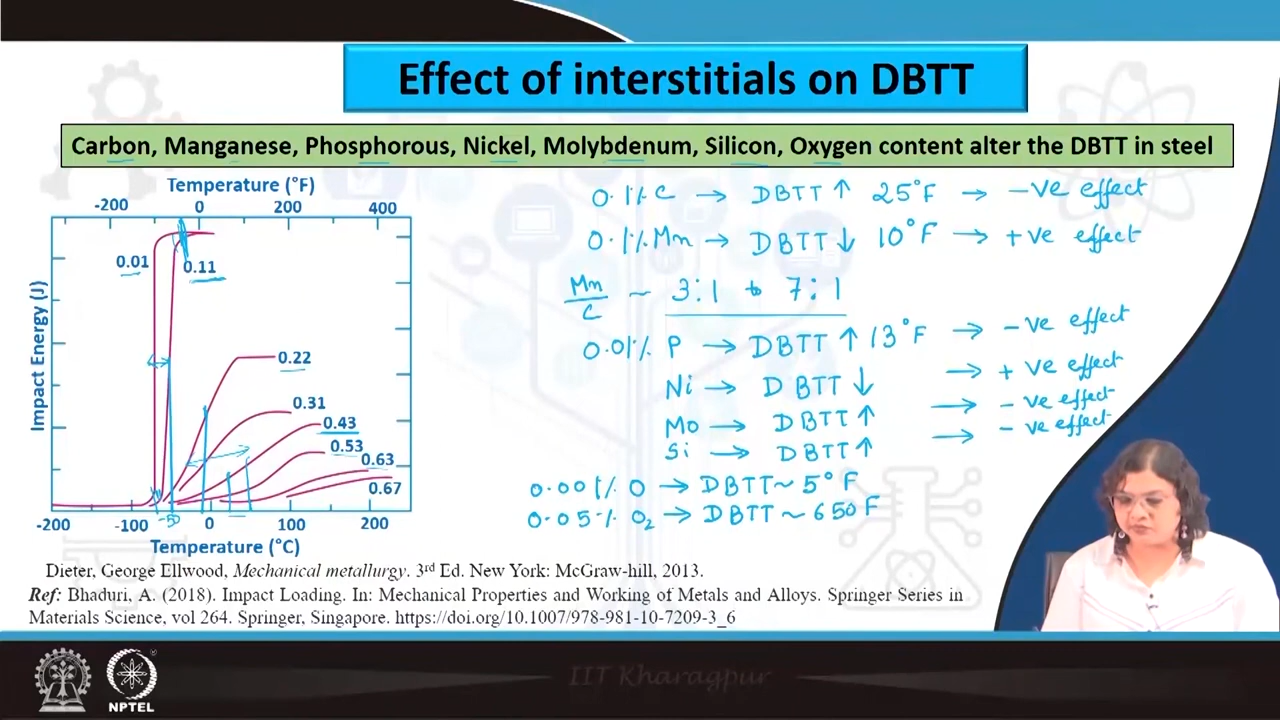 Effect of interstitials on DBTT
Carbon, Manganese, Phosphorous, Nickel, Molybdenum, Silicon, Oxygen content alter the DBTT in steel
Temperature (°F)
-200 0 200 400
0.01
0.11
0.22
0.31
0.43
0.53
0.63
0.67
Impact Energy (J)
-50
-200 -100 0 100 200
Temperature (°C)
0.1% C → DBTT ↑ 25°F → -ve effect
0.1% Mn → DBTT ↓ 10°F → +ve effect
Mn/C ~ 3:1 to 7:1
0.01% P → DBTT ↑ 13°F → -ve effect
Ni → DBTT ↓ → +ve effect
Mo → DBTT ↑ → -ve effect
Si → DBTT ↑ → -ve effect
0.001% O → DBTT ~ 5°F
0.05% O₂ → DBTT ~ 650F
Dieter, George Ellwood, Mechanical metallurgy. 3rd Ed. New York: McGraw-hill, 2013.
Ref: Bhaduri, A. (2018). Impact Loading. In: Mechanical Properties and Working of Metals and Alloys. Springer Series in
Materials Science, vol 264. Springer, Singapore. https://doi.org/10.1007/978-981-10-7209-3_6
NPTEL
IIT Kharagpur